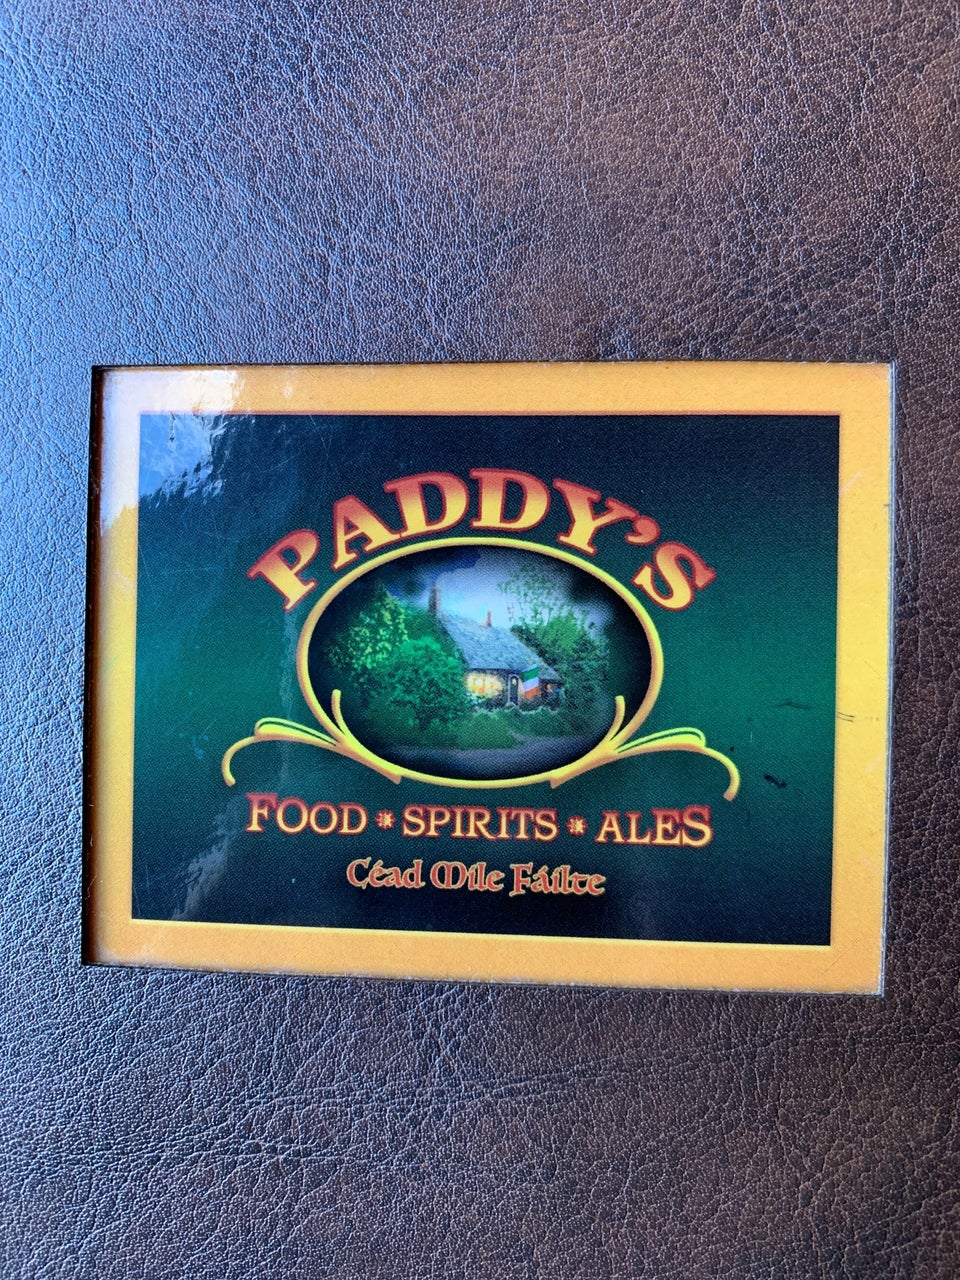 PADDY'S
FOOD * SPIRITS * ALES
Céad Míle Fáilte